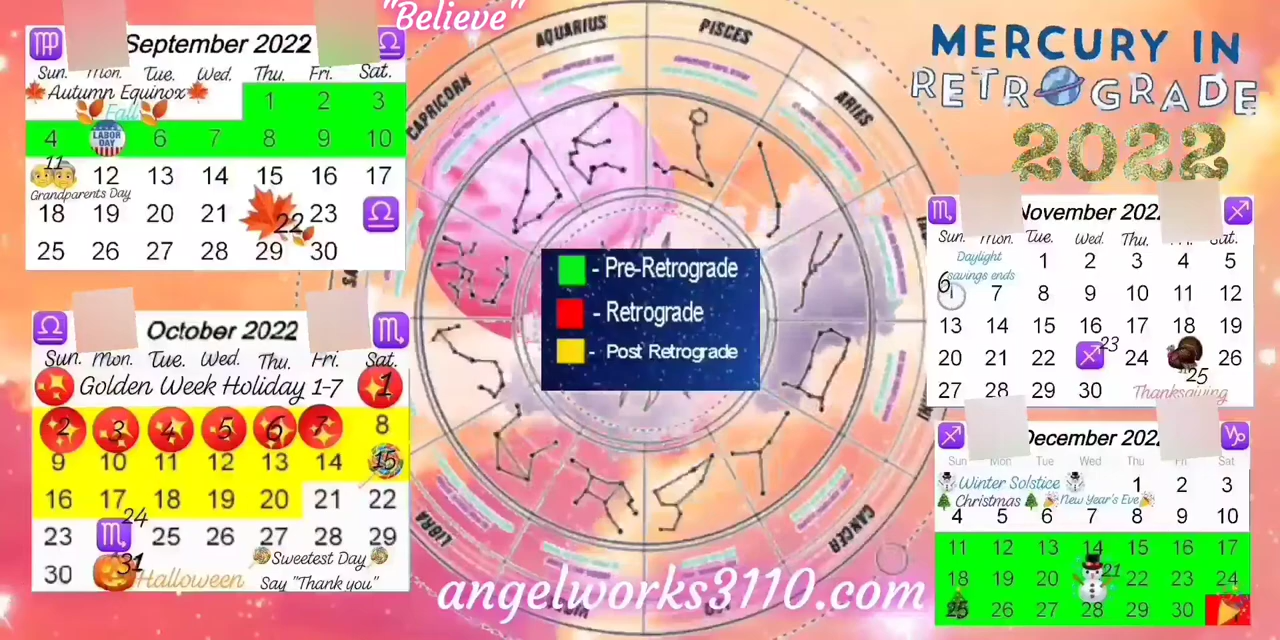 "Believe"
MERCURY IN
RETROGRADE
2022
September 2022
Sun. Mon. Tue. Wed. Thu. Fri. Sat.
Autumn Equinox
Fall
1 2 3
4 LABOR DAY 6 7 8 9 10
11 12 13 14 15 16 17
Grandparents Day
18 19 20 21 22 23
25 26 27 28 29 30
October 2022
Sun. Mon. Tue. Wed. Thu. Fri. Sat.
Golden Week Holiday 1-7 1
2 3 4 5 6 7 8
9 10 11 12 13 14 15
16 17 18 19 20 21 22
23 24 25 26 27 28 29
30 31 Halloween
Sweetest Day
Say "Thank you"
AQUARIUS
PISCES
CAPRICORN
ARIES
CANCER
LIBRA
- Pre-Retrograde
- Retrograde
- Post Retrograde
angelworks3110.com
November 202
Sun. Mon. Tue. Wed. Thu. Fri. Sat.
Daylight
savings ends
1 2 3 4 5
6 7 8 9 10 11 12
13 14 15 16 17 18 19
20 21 22 23 24 25 26
27 28 29 30 Thanksgiving
December 202
Sun Mon Tue Wed Thu Fri Sat
Winter Solstice
Christmas New Year's Eve
1 2 3
4 5 6 7 8 9 10
11 12 13 14 15 16 17
18 19 20 21 22 23 24
25 26 27 28 29 30